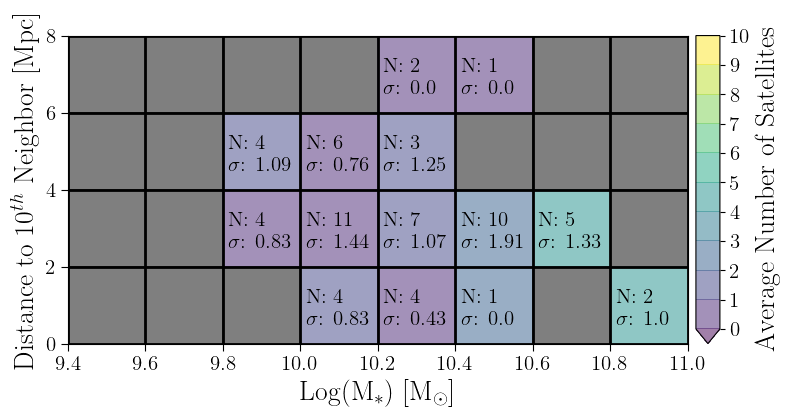 Distance to 10^th Neighbor [Mpc]
8
6
4
2
0
N: 2
σ: 0.0
N: 1
σ: 0.0
N: 4
σ: 1.09
N: 6
σ: 0.76
N: 3
σ: 1.25
N: 4
σ: 0.83
N: 11
σ: 1.44
N: 7
σ: 1.07
N: 10
σ: 1.91
N: 5
σ: 1.33
N: 4
σ: 0.83
N: 4
σ: 0.43
N: 1
σ: 0.0
N: 2
σ: 1.0
9.4 9.6 9.8 10.0 10.2 10.4 10.6 10.8 11.0
Log(M_*) [M_⊙]
10
9
8
7
6
5
4
3
2
1
0
Average Number of Satellites